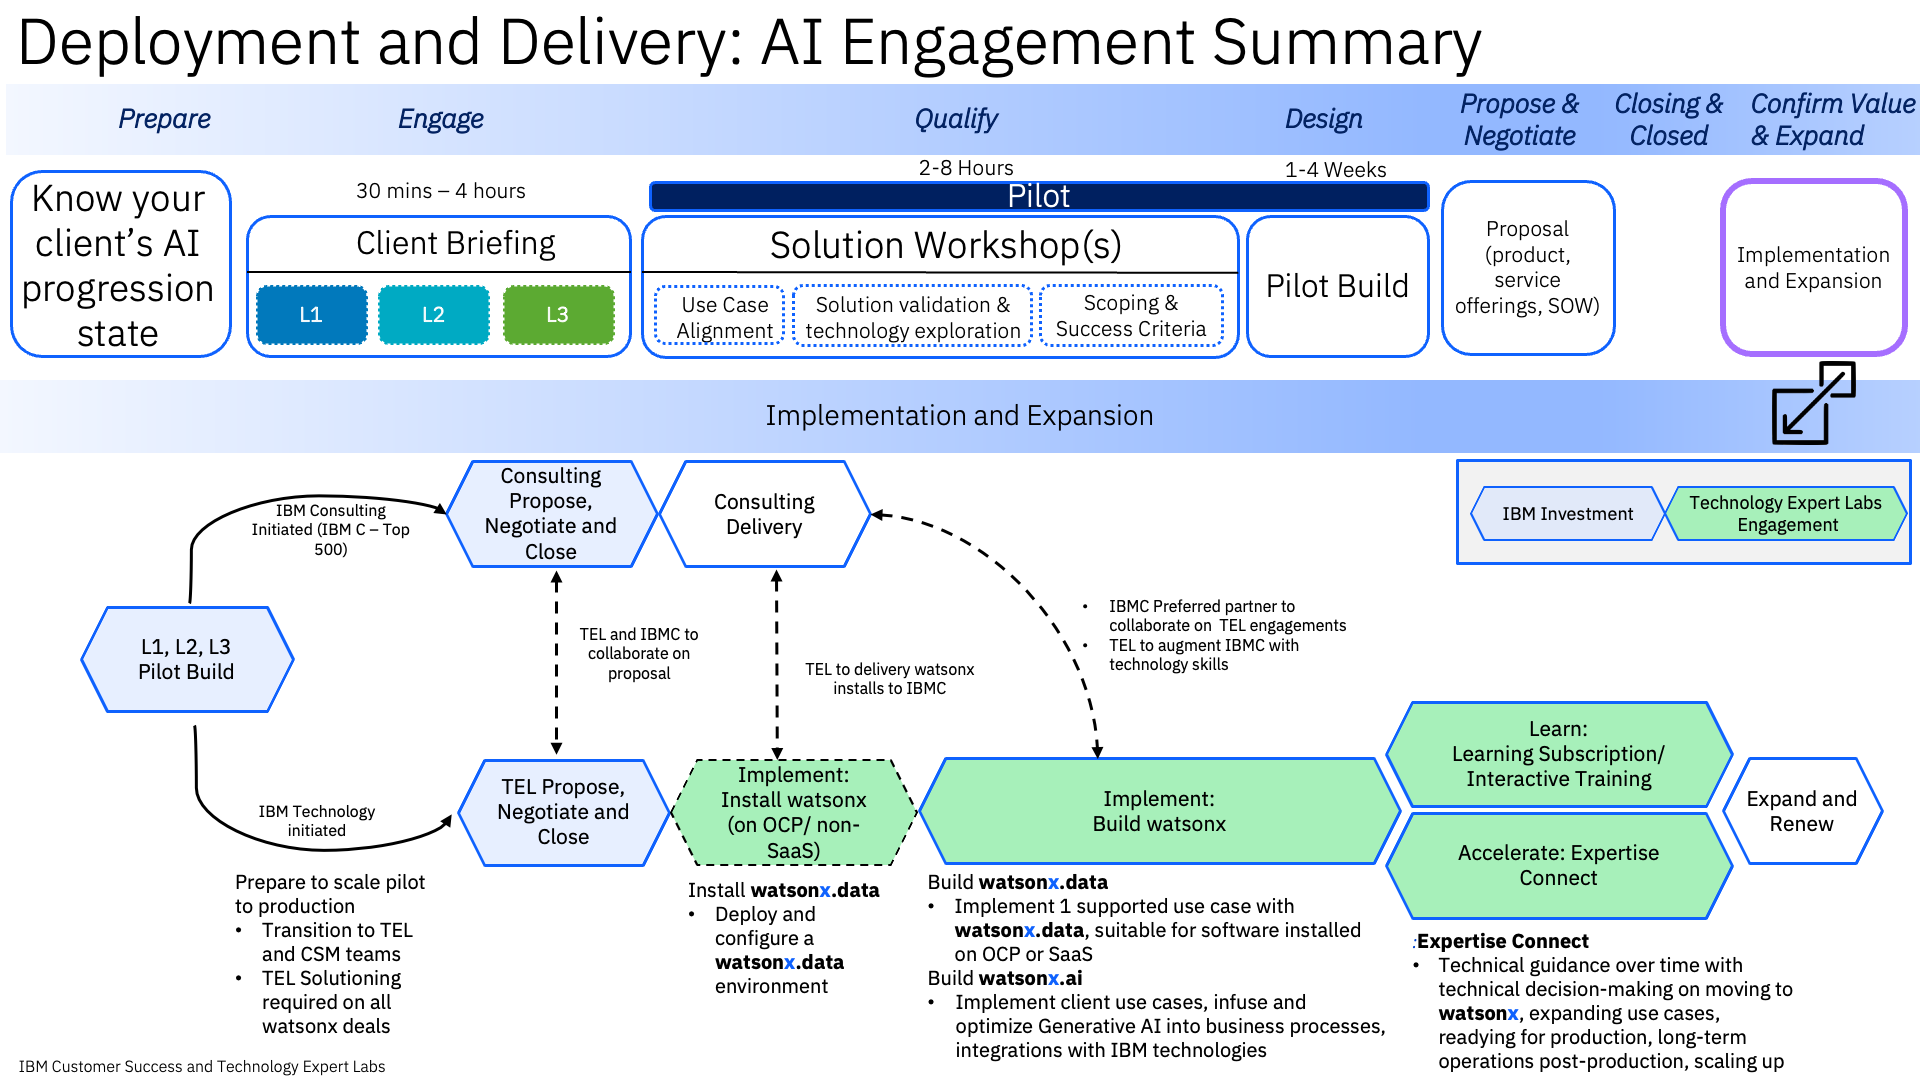 Deployment and Delivery: AI Engagement Summary
Prepare
Engage
Qualify
Design
Propose &
Negotiate
Closing &
Closed
Confirm Value
& Expand
Know your
client’s AI
progression
state
30 mins – 4 hours
Client Briefing
L1
L2
L3
2-8 Hours
1-4 Weeks
Pilot
Solution Workshop(s)
Use Case
Alignment
Solution validation &
technology exploration
Scoping &
Success Criteria
Pilot Build
Proposal
(product,
service
offerings, SOW)
Implementation
and Expansion
Implementation and Expansion
IBM Investment
Technology Expert Labs
Engagement
L1, L2, L3
Pilot Build
IBM Consulting
Initiated (IBM C – Top
500)
Consulting
Propose,
Negotiate and
Close
Consulting
Delivery
TEL and IBMC to
collaborate on
proposal
TEL to delivery watsonx
installs to IBMC
• IBMC Preferred partner to
collaborate on TEL engagements
• TEL to augment IBMC with
technology skills
IBM Technology
initiated
TEL Propose,
Negotiate and
Close
Implement:
Install watsonx
(on OCP/ non-
SaaS)
Implement:
Build watsonx
Learn:
Learning Subscription/
Interactive Training
Accelerate: Expertise
Connect
Expand and
Renew
Prepare to scale pilot
to production
• Transition to TEL
and CSM teams
• TEL Solutioning
required on all
watsonx deals
Install watsonx.data
• Deploy and
configure a
watsonx.data
environment
Build watsonx.data
• Implement 1 supported use case with
watsonx.data, suitable for software installed
on OCP or SaaS
Build watsonx.ai
• Implement client use cases, infuse and
optimize Generative AI into business processes,
integrations with IBM technologies
:Expertise Connect
• Technical guidance over time with
technical decision-making on moving to
watsonx, expanding use cases,
readying for production, long-term
operations post-production, scaling up
IBM Customer Success and Technology Expert Labs